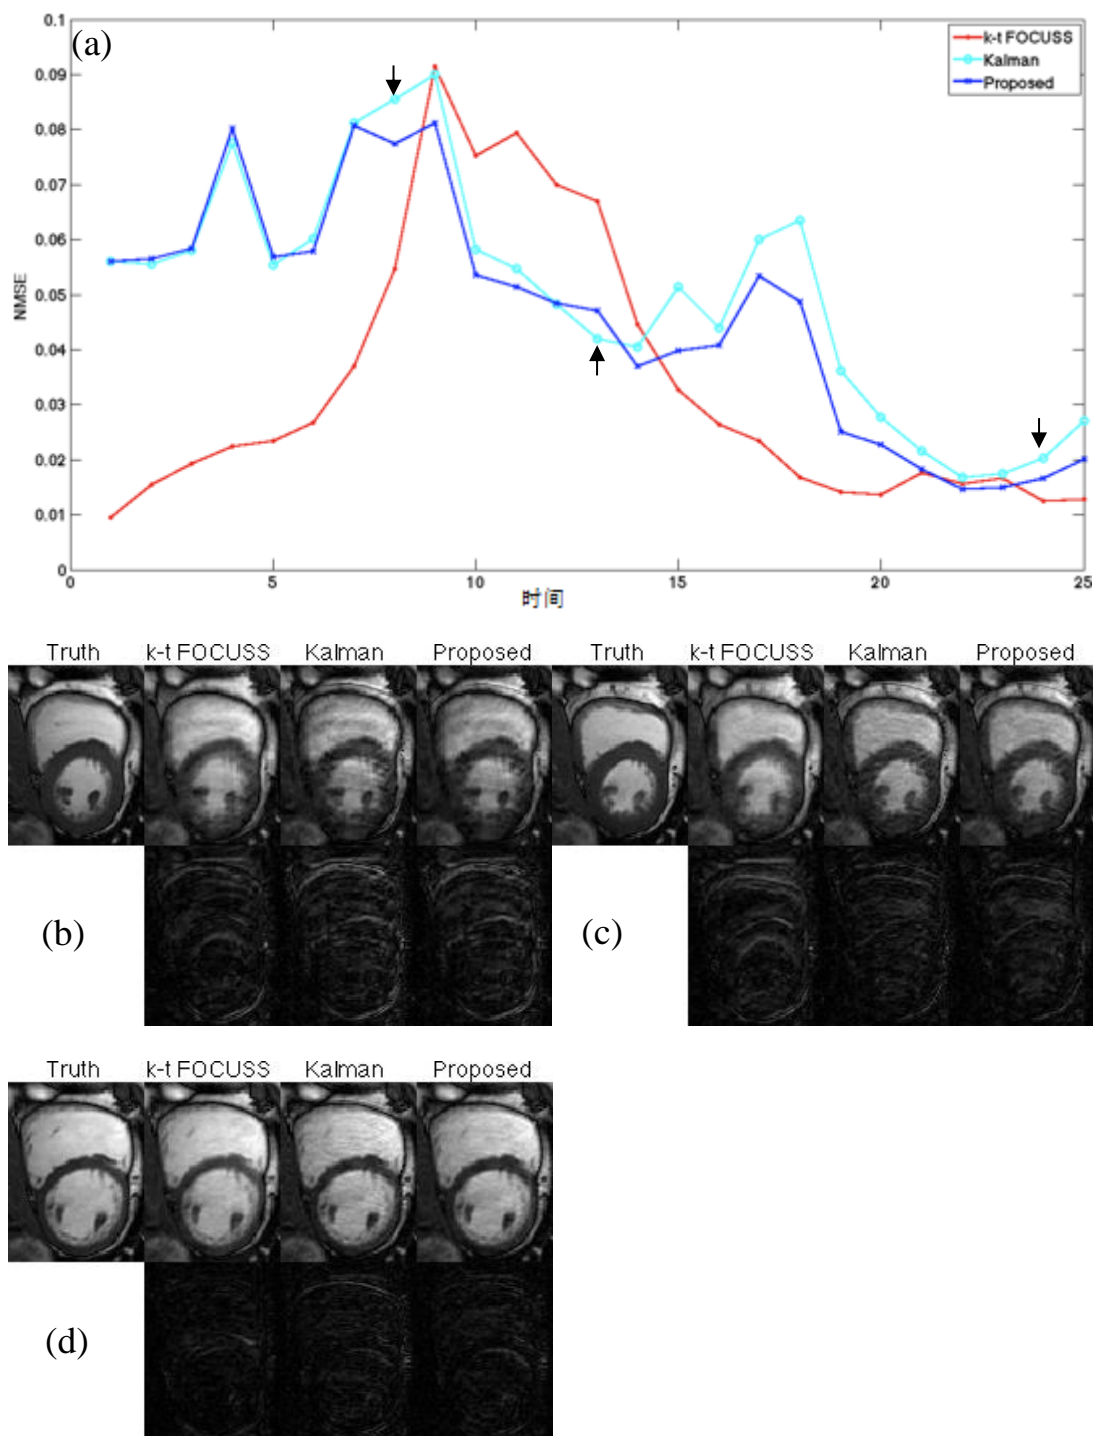 (a)
k-t FOCUSS
Kalman
Proposed
0.1
0.09
0.08
0.07
0.06
0.05
0.04
0.03
0.02
0.01
0
NMSE
0 5 10 15 20 25
时间
Truth k-t FOCUSS Kalman Proposed Truth k-t FOCUSS Kalman Proposed
(b) (c)
Truth k-t FOCUSS Kalman Proposed
(d)